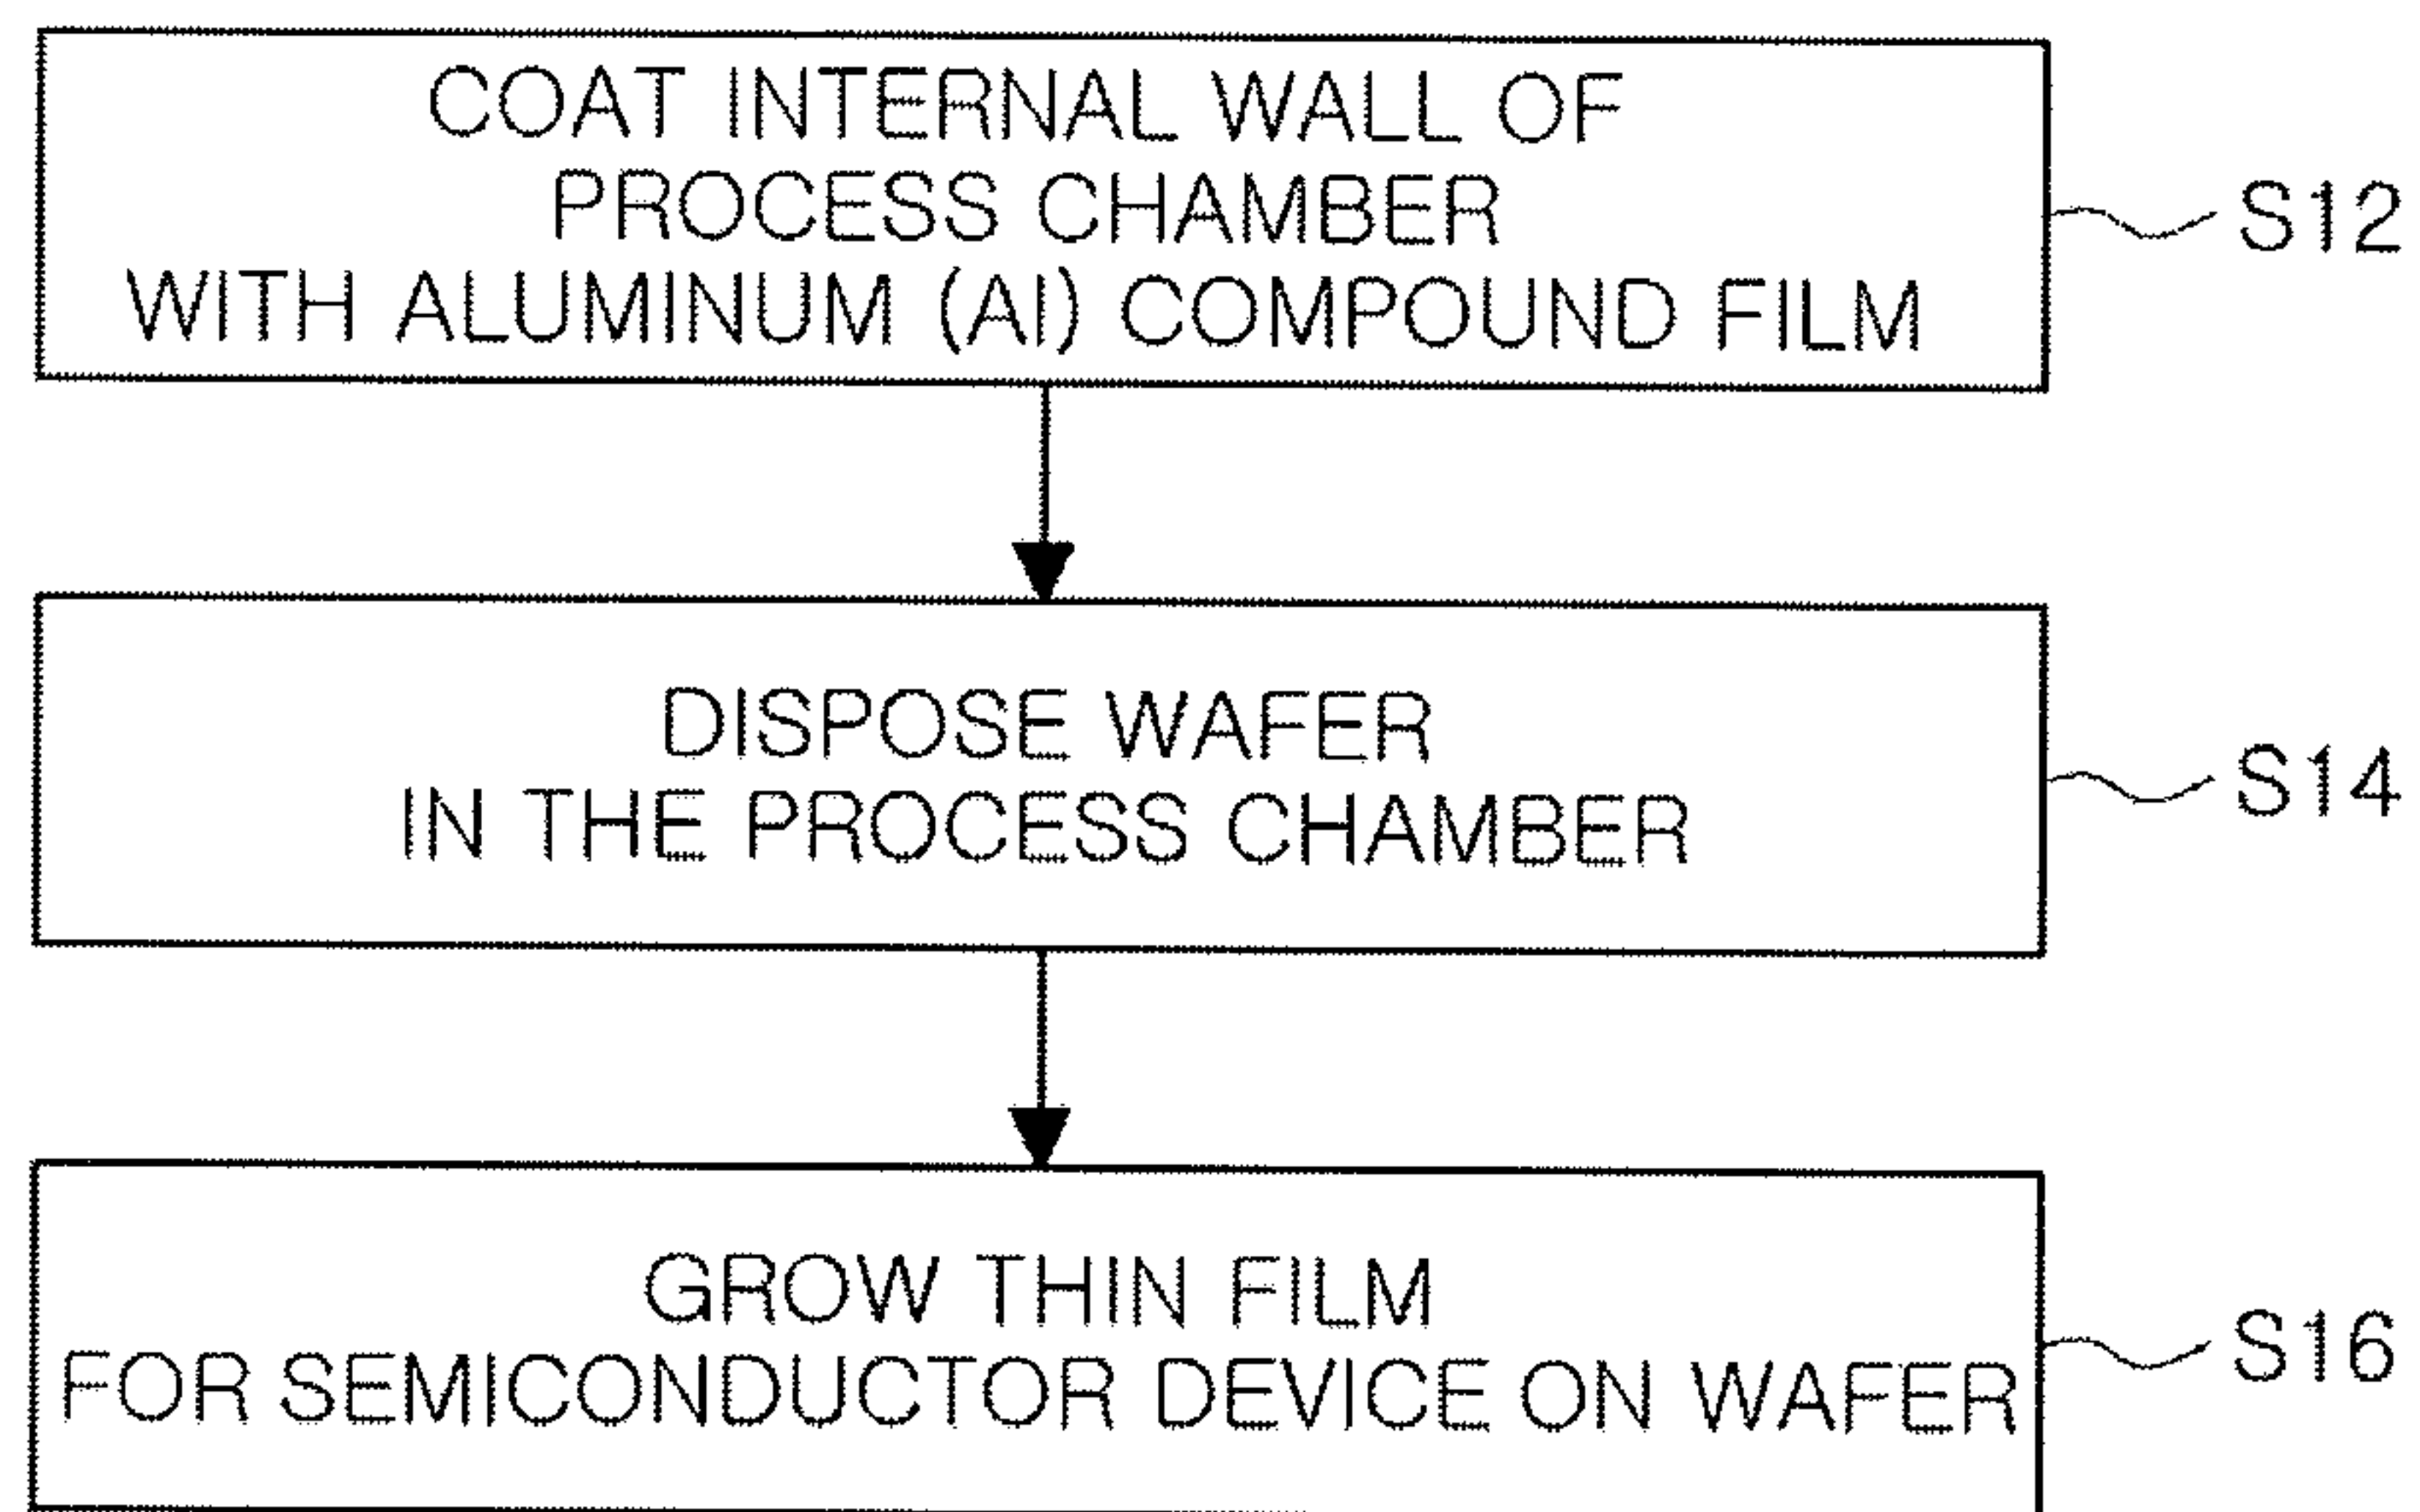 COAT INTERNAL WALL OF
PROCESS CHAMBER
WITH ALUMINUM (Al) COMPOUND FILM
S12
DISPOSE WAFER
IN THE PROCESS CHAMBER
S14
GROW THIN FILM
FOR SEMICONDUCTOR DEVICE ON WAFER
S16